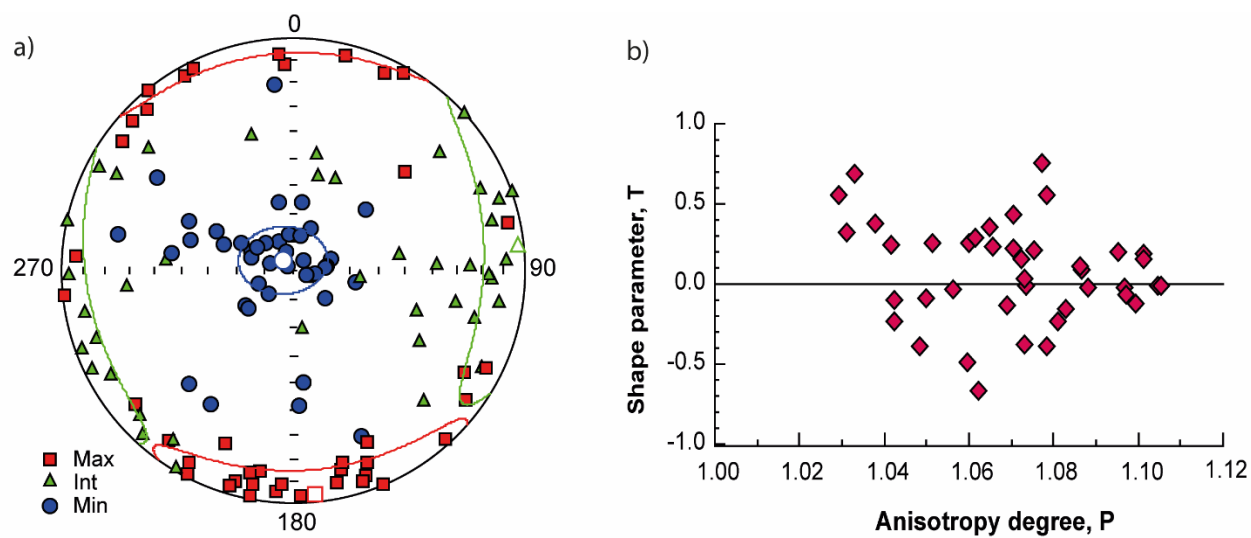 a)
0
270
90
180
Max
Int
Min
b)
1.0
0.5
0.0
-0.5
-1.0
Shape parameter, T
1.00 1.02 1.04 1.06 1.08 1.10 1.12
Anisotropy degree, P